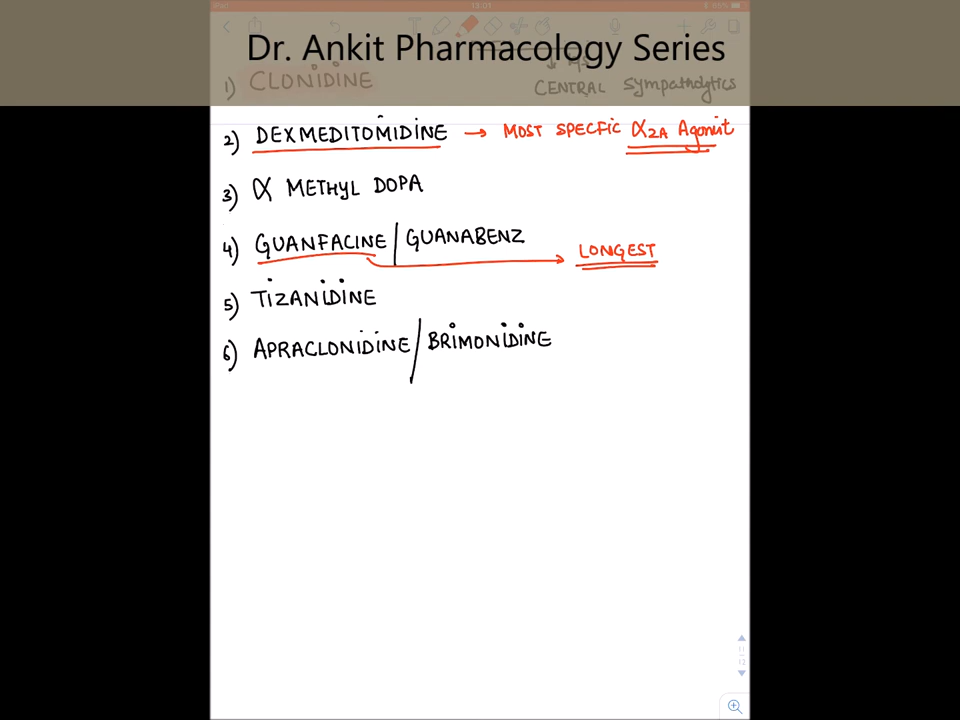 Dr. Ankit Pharmacology Series
1) CLONIDINE
CENTRAL Sympatholytics
2) DEXMEDITOMIDINE → MOST SPECFIC α2A Agonist
3) α METHYL DOPA
4) GUANFACINE / GUANABENZ → LONGEST
5) TIZANIDINE
6) APRACLONIDINE / BRIMONIDINE